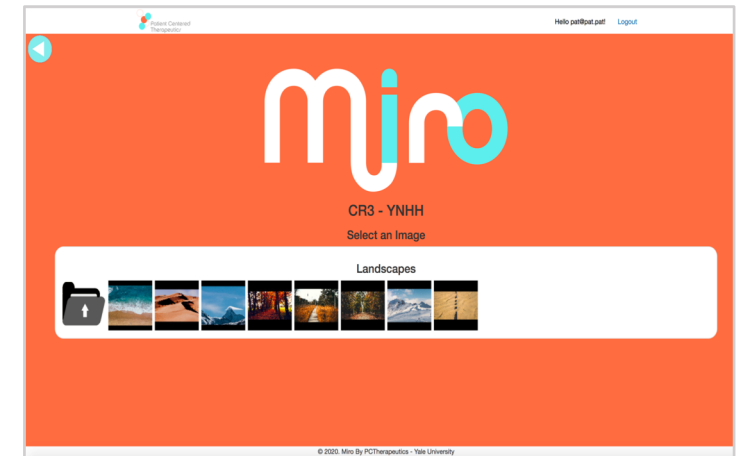 Patient Centered
Therapeutics
Hello pat@pat.pat!
Logout
Miro
CR3 - YNHH
Select an Image
Landscapes
© 2020. Miro By PCTherapeutics - Yale University